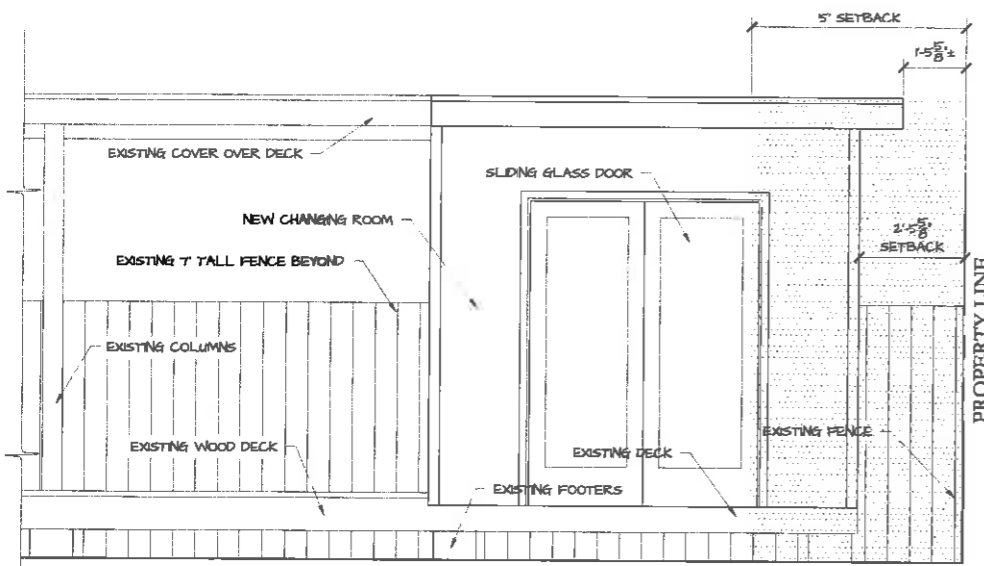 5' SETBACK
1'-5 5/8"±
EXISTING COVER OVER DECK
SLIDING GLASS DOOR
NEW CHANGING ROOM
2'-5 5/8"
SETBACK
EXISTING 7' TALL FENCE BEYOND
PROPERTY LINE
EXISTING COLUMNS
EXISTING WOOD DECK
EXISTING DECK
EXISTING FENCE
EXISTING FOOTERS